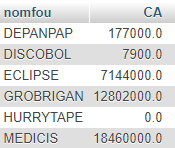 nomfou CA
DEPANPAP 177000.0
DISCOBOL 7900.0
ECLIPSE 7144000.0
GROBRIGAN 12802000.0
HURRYTAPE 0.0
MEDICIS 18460000.0